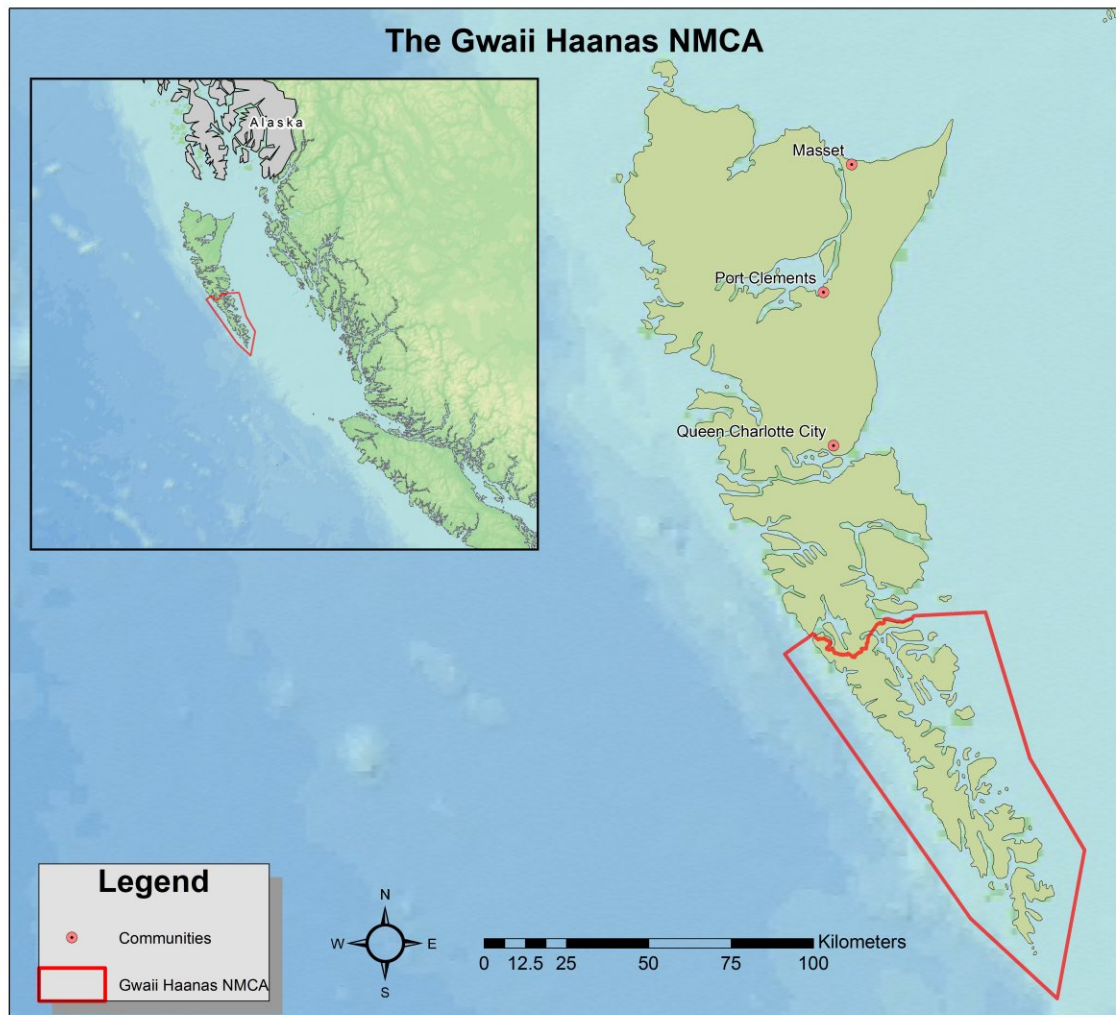 The Gwaii Haanas NMCA
Alaska
Masset
Port Clements
Queen Charlotte City
Legend
Communities
Gwaii Haanas NMCA
N
W E
S
Kilometers
0 12.5 25 50 75 100